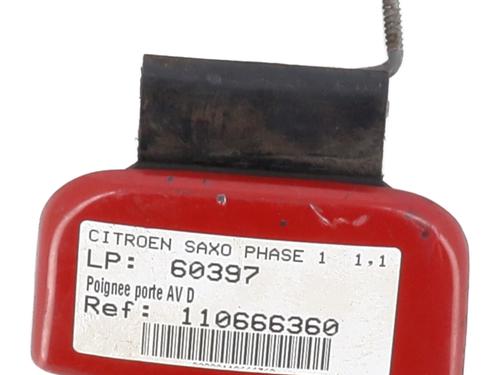 CITROEN SAXO PHASE 1 1,1
LP: 60397
Poignee porte AV D
Ref: 110666360